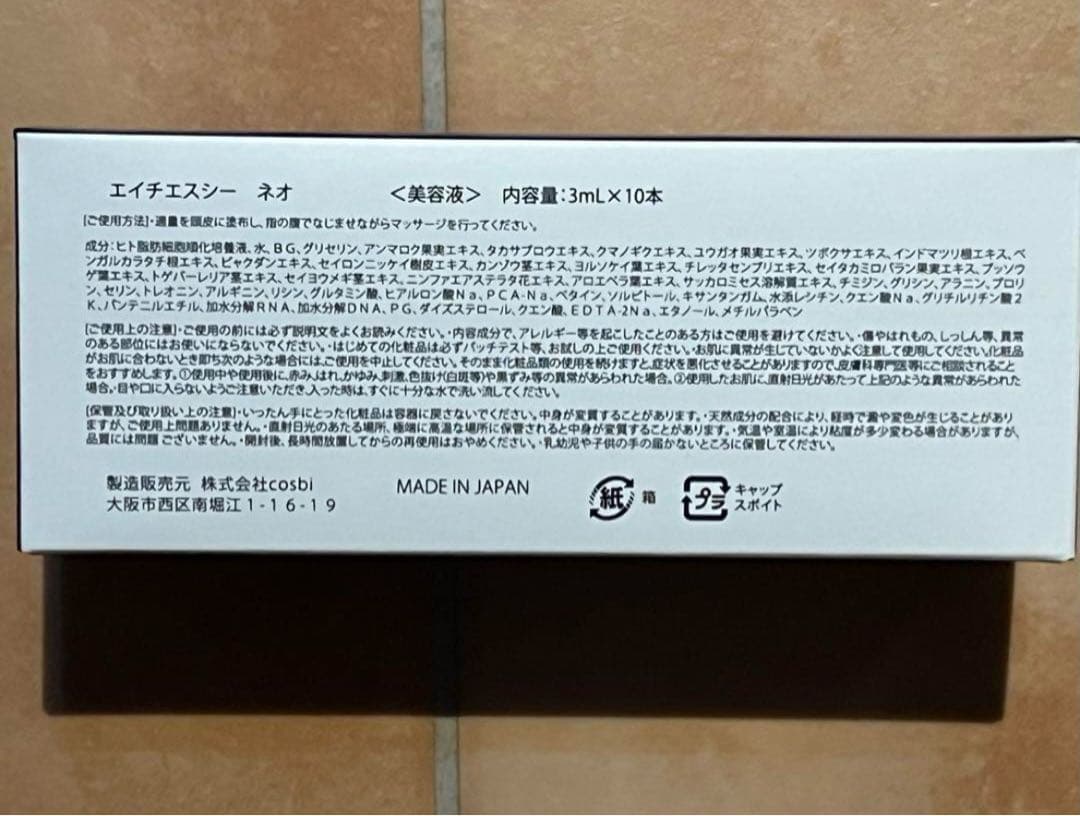 エイチエスシー ネオ <美容液> 内容量:3mL×10本
[ご使用方法]・適量を頭皮に塗布し、指の腹でなじませながらマッサージを行ってください。
成分:ヒト脂肪細胞順化培養液、水、BG、グリセリン、アンマロク果実エキス、タカサブロウエキス、クマノギクエキス、ユウガオ果実エキス、ツボクサエキス、インドマツリ根エキス、ベ
ンガルカラタチ根エキス、ビャクダンエキス、セイロンニッケイ樹皮エキス、カンゾウ茎エキス、ヨルソケイ葉エキス、チレッタセンブリエキス、セイタカミロバラン果実エキス、ブッソウ
ゲ葉エキス、トゲバーレリア茎エキス、セイヨウメギ茎エキス、ニンファエアステラタ花エキス、アロエベラ葉エキス、サッカロミセス溶解質エキス、チミジン、グリシン、アラニン、プロリ
ン、セリン、トレオニン、アルギニン、リシン、グルタミン酸、ヒアルロン酸Na、PCA-Na、ベタイン、ソルビトール、キサンタンガム、水添レシチン、クエン酸Na、グリチルリチン酸2
K、パンテニルエチル、加水分解RNA、加水分解DNA、PG、ダイズステロール、クエン酸、EDTA-2Na、エタノール、メチルパラベン
[ご使用上の注意]・ご使用の前には必ず説明文をよくお読みください。・内容成分で、アレルギー等を起こしたことのある方はご使用を避けてください。・傷やはれもの、しっしん等、異常
のある部位にはお使いにならないでください。・はじめての化粧品は必ずパッチテスト等、お試しの上ご使用ください。・お肌に異常が生じていないかよく注意して使用してください。化粧品
がお肌に合わないとき即ち次のような場合には、ご使用を中止してください。そのまま化粧品類の使用を続けますと、症状を悪化させることがありますので、皮膚科専門医等にご相談されること
をおすすめします。①使用中や使用後に、赤み、はれ、かゆみ、刺激、色抜け(白斑等)や黒ずみ等の異常があらわれた場合。②使用したお肌に、直射日光があたって上記のような異常があらわれた
場合。目や口に入らないようご注意いただき、入った時は、すぐに十分な水で洗い流してください。
[保管及び取り扱い上の注意]・いったん手にとった化粧品は容器に戻さないでください。中身が変質することがあります。・天然成分の配合により、経時で澱や変色が生じることがあり
ますが、ご使用上問題ありません。・直射日光のあたる場所、極端に高温な場所に保管されると中身が変質することがあります。・気温や室温により粘度が多少変わる場合がありますが、
品質には問題 ございません。・開封後、長時間放置してからの再使用はおやめください。・乳幼児や子供の手の届かないところに保管してください。
製造販売元 株式会社cosbi MADE IN JAPAN 紙 箱 プラ キャップ
大阪市西区南堀江1-16-19 スポイト